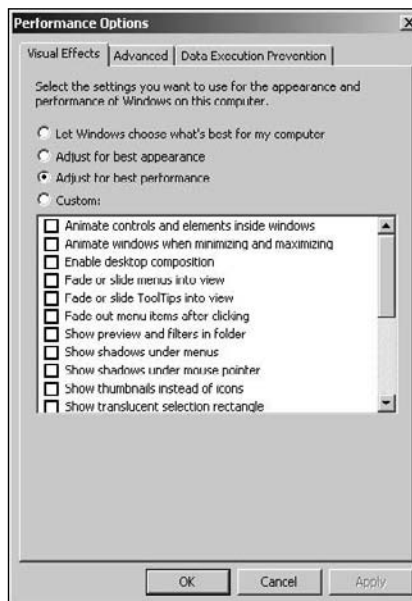 Performance Options
Visual Effects Advanced Data Execution Prevention
Select the settings you want to use for the appearance and
performance of Windows on this computer.
Let Windows choose what's best for my computer
Adjust for best appearance
Adjust for best performance
Custom:
Animate controls and elements inside windows
Animate windows when minimizing and maximizing
Enable desktop composition
Fade or slide menus into view
Fade or slide ToolTips into view
Fade out menu items after clicking
Show preview and filters in folder
Show shadows under menus
Show shadows under mouse pointer
Show thumbnails instead of icons
Show translucent selection rectangle
OK Cancel Apply